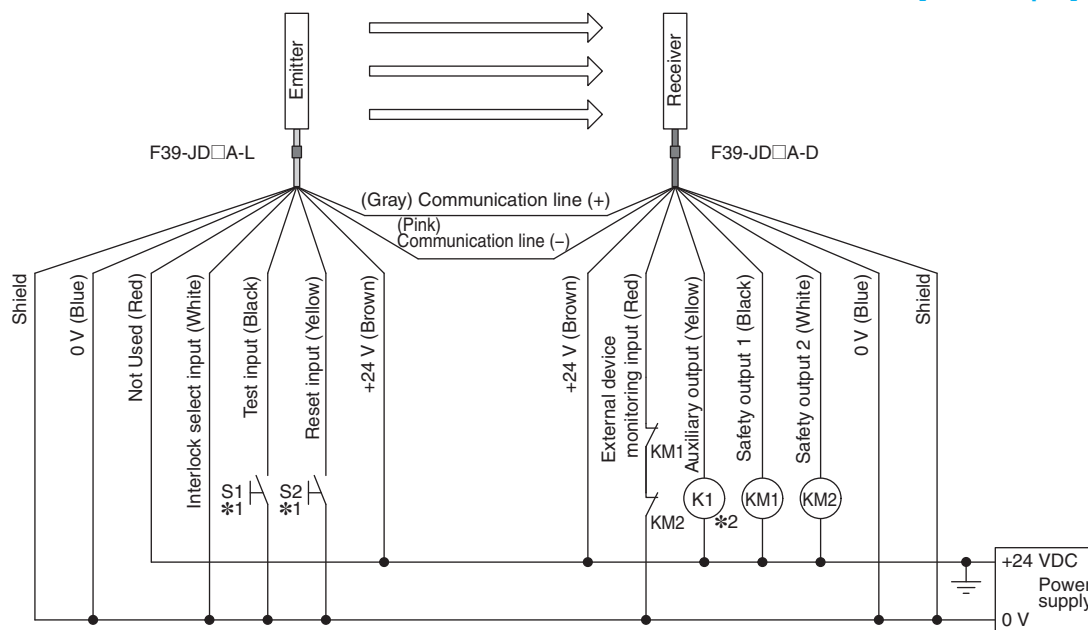 Emitter
Receiver
F39-JD□A-L
F39-JD□A-D
(Gray) Communication line (+)
(Pink)
Communication line (−)
Shield
0 V (Blue)
Not Used (Red)
Interlock select input (White)
Test input (Black)
Reset input (Yellow)
+24 V (Brown)
+24 V (Brown)
External device
monitoring input (Red)
Auxiliary output (Yellow)
Safety output 1 (Black)
Safety output 2 (White)
0 V (Blue)
Shield
S1
*1
S2
*1
KM1
KM2
K1
*2
KM1
KM2
+24 VDC
Power
supply
0 V